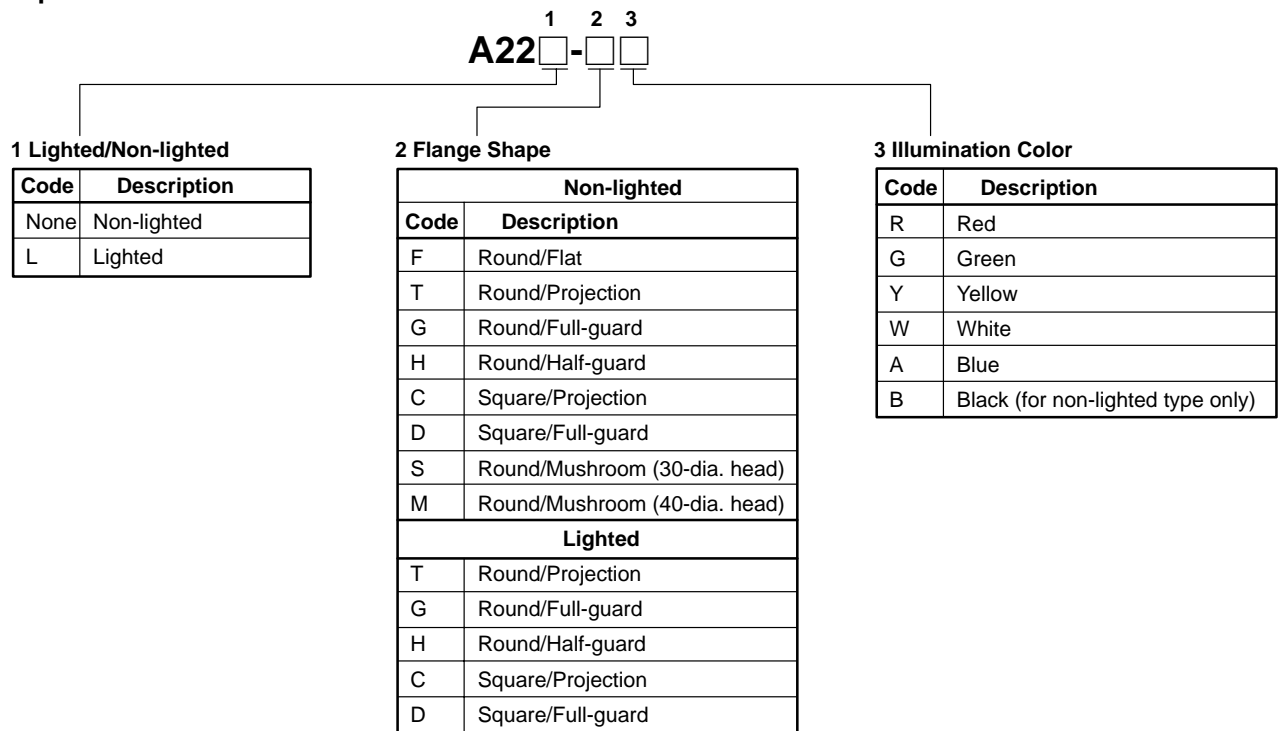 1 2 3
A22□-□□
1 Lighted/Non-lighted
Code Description
None Non-lighted
L Lighted
2 Flange Shape
Non-lighted
Code Description
F Round/Flat
T Round/Projection
G Round/Full-guard
H Round/Half-guard
C Square/Projection
D Square/Full-guard
S Round/Mushroom (30-dia. head)
M Round/Mushroom (40-dia. head)
Lighted
T Round/Projection
G Round/Full-guard
H Round/Half-guard
C Square/Projection
D Square/Full-guard
3 Illumination Color
Code Description
R Red
G Green
Y Yellow
W White
A Blue
B Black (for non-lighted type only)